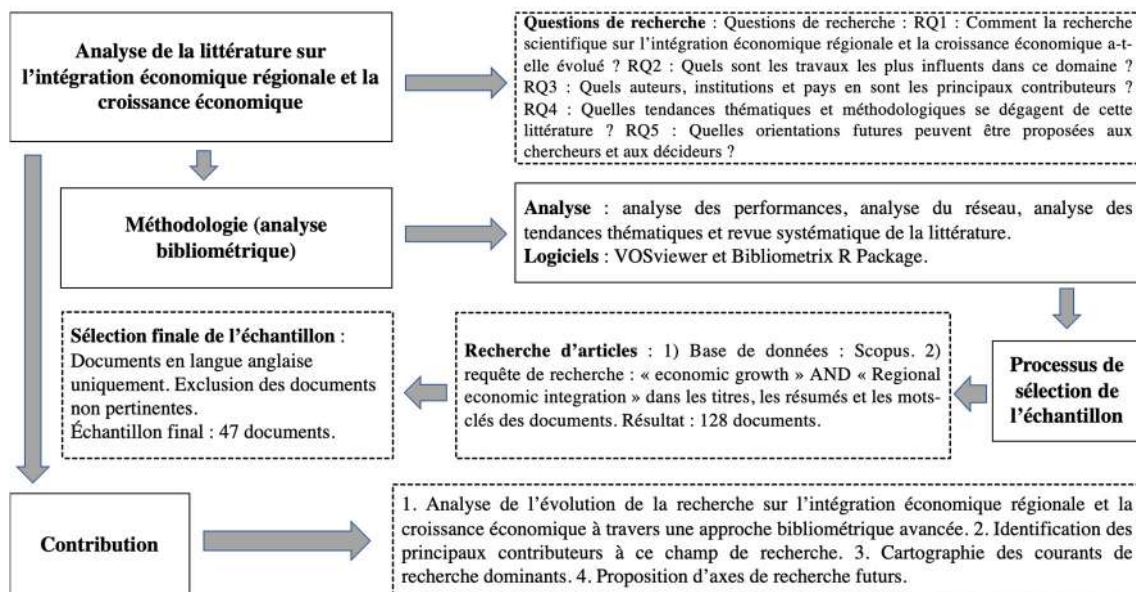 Analyse de la littérature sur
l'intégration économique régionale et la
croissance économique
Questions de recherche : Questions de recherche : RQ1 : Comment la recherche
scientifique sur l'intégration économique régionale et la croissance économique a-t-
elle évolué ? RQ2 : Quels sont les travaux les plus influents dans ce domaine ?
RQ3 : Quels auteurs, institutions et pays en sont les principaux contributeurs ?
RQ4 : Quelles tendances thématiques et méthodologiques se dégagent de cette
littérature ? RQ5 : Quelles orientations futures peuvent être proposées aux
chercheurs et aux décideurs ?
Méthodologie (analyse
bibliométrique)
Analyse : analyse des performances, analyse du réseau, analyse des
tendances thématiques et revue systématique de la littérature.
Logiciels : VOSviewer et Bibliometrix R Package.
Processus de
sélection de
l'échantillon
Recherche d'articles : 1) Base de données : Scopus. 2)
requête de recherche : « economic growth » AND « Regional
economic integration » dans les titres, les résumés et les mots-
clés des documents. Résultat : 128 documents.
Sélection finale de l'échantillon :
Documents en langue anglaise
uniquement. Exclusion des documents
non pertinentes.
Échantillon final : 47 documents.
Contribution
1. Analyse de l'évolution de la recherche sur l'intégration économique régionale et la
croissance économique à travers une approche bibliométrique avancée. 2. Identification des
principaux contributeurs à ce champ de recherche. 3. Cartographie des courants de
recherche dominants. 4. Proposition d'axes de recherche futurs.